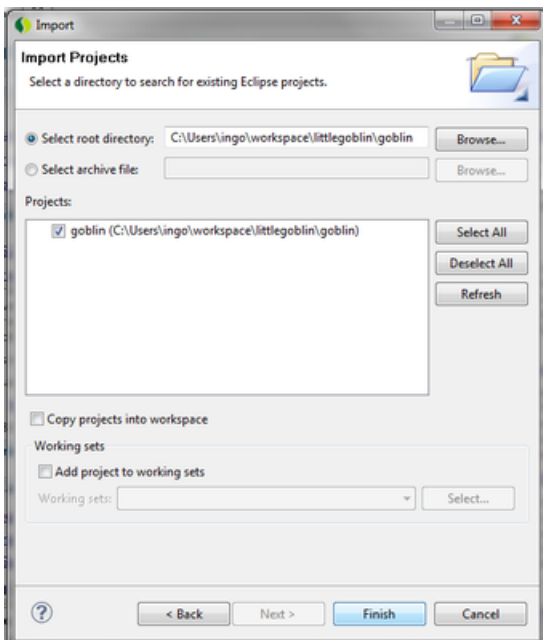 Import
Import Projects
Select a directory to search for existing Eclipse projects.
Select root directory: C:\Users\ingo\workspace\littlegoblin\goblin Browse...
Select archive file: Browse...
Projects:
goblin (C:\Users\ingo\workspace\littlegoblin\goblin) Select All
Deselect All
Refresh
Copy projects into workspace
Working sets
Add project to working sets
Working sets: Select...
? < Back Next > Finish Cancel